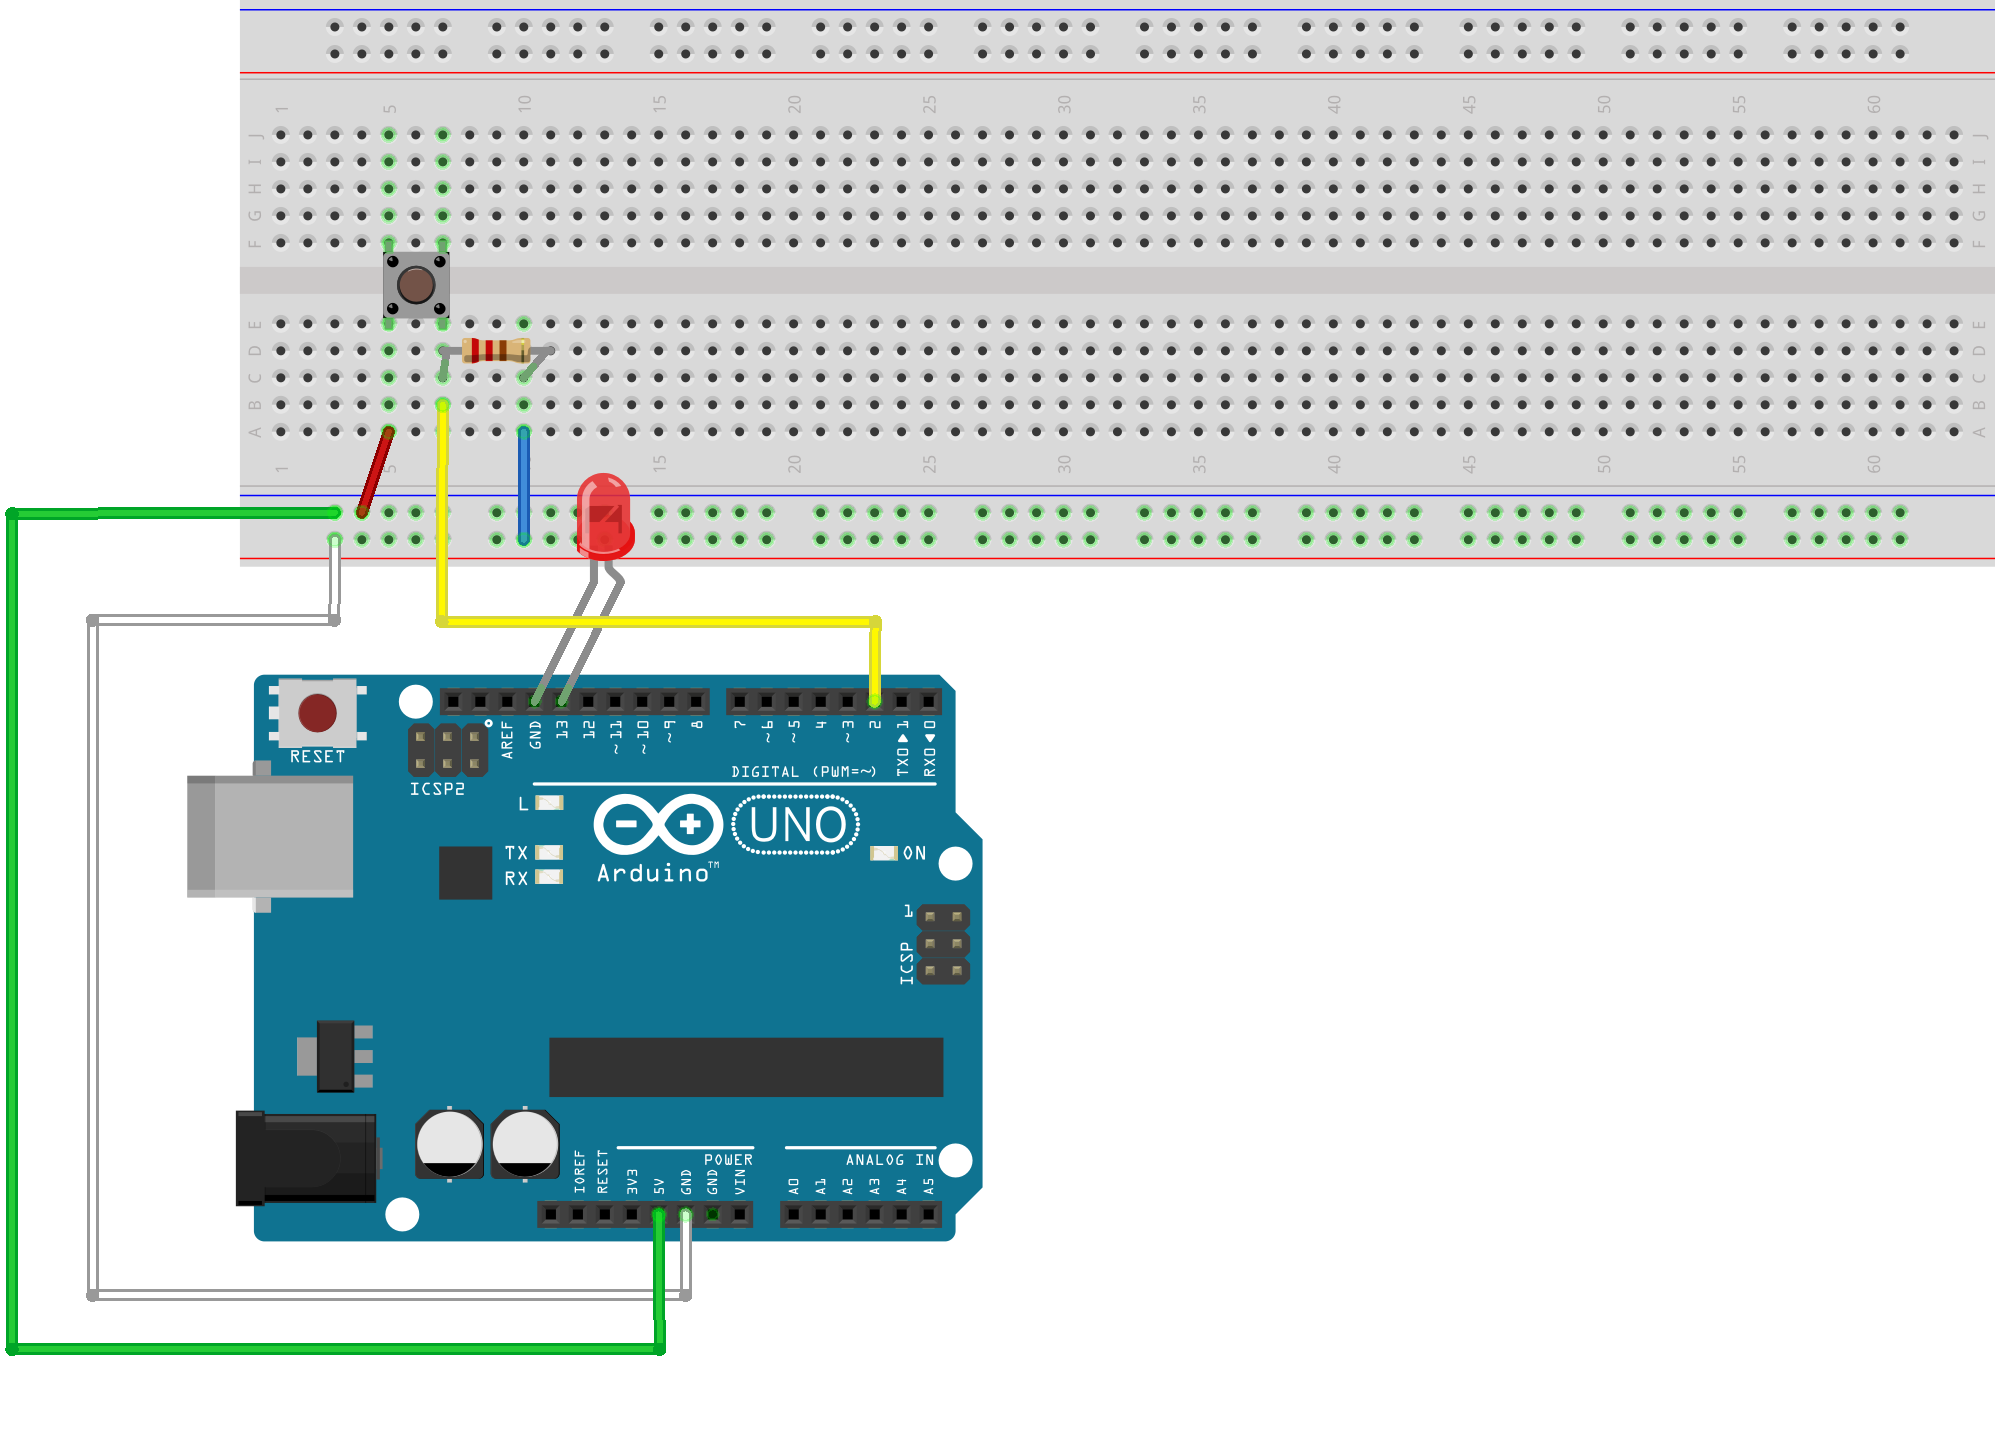 1 5 10 15 20 25 30 35 40 45 50 55 60
J J
I I
H H
G G
F F
E E
D D
C C
B B
A A
1 5 15 20 25 30 35 40 45 50 55 60
RESET
AREF GND 13 12 ~11 ~10 ~9 8 7 ~6 ~5 4 ~3 2 TX0▶1 RX0◀0
DIGITAL (PWM=~)
ICSP2
L
UNO
TX
ON
RX
Arduino™
1
ICSP
POWER
ANALOG IN
IOREF RESET 3V3 5V GND GND VIN A0 A1 A2 A3 A4 A5